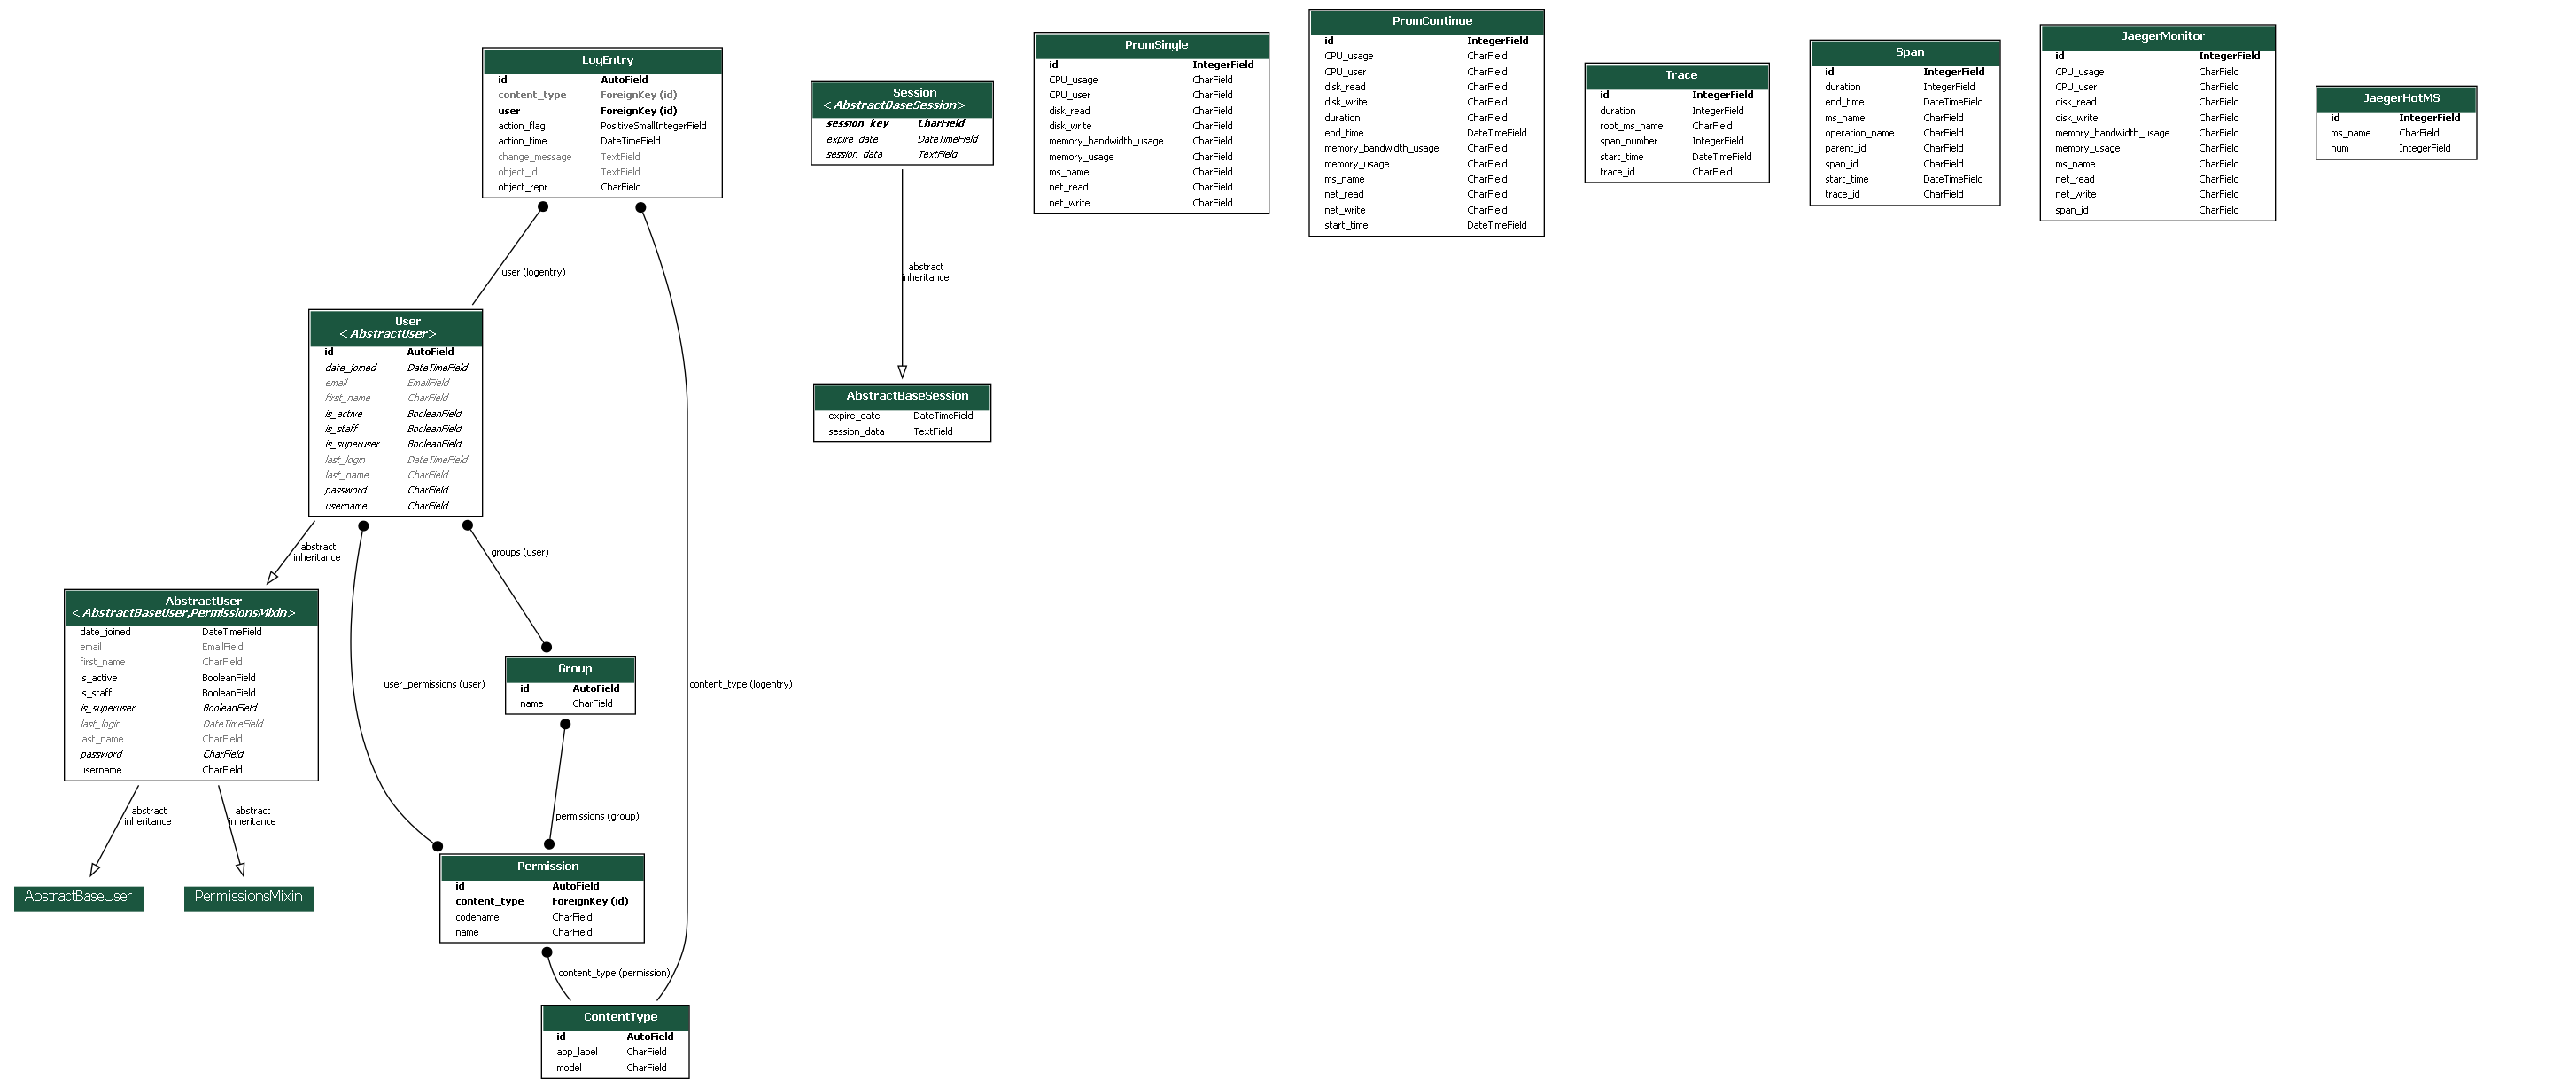 LogEntry
id AutoField
content_type ForeignKey (id)
user ForeignKey (id)
action_flag PositiveSmallIntegerField
action_time DateTimeField
change_message TextField
object_id TextField
object_repr CharField
user (logentry)
User
<AbstractUser>
id AutoField
date_joined DateTimeField
email EmailField
first_name CharField
is_active BooleanField
is_staff BooleanField
is_superuser BooleanField
last_login DateTimeField
last_name CharField
password CharField
username CharField
abstract
inheritance
groups (user)
AbstractUser
<AbstractBaseUser,PermissionsMixin>
date_joined DateTimeField
email EmailField
first_name CharField
is_active BooleanField
is_staff BooleanField
is_superuser BooleanField
last_login DateTimeField
last_name CharField
password CharField
username CharField
user_permissions (user)
Group
id AutoField
name CharField
content_type (logentry)
abstract
inheritance
abstract
inheritance
permissions (group)
AbstractBaseUser
PermissionsMixin
Permission
id AutoField
content_type ForeignKey (id)
codename CharField
name CharField
content_type (permission)
ContentType
id AutoField
app_label CharField
model CharField
Session
<AbstractBaseSession>
session_key CharField
expire_date DateTimeField
session_data TextField
abstract
inheritance
AbstractBaseSession
expire_date DateTimeField
session_data TextField
PromSingle
id IntegerField
CPU_usage CharField
CPU_user CharField
disk_read CharField
disk_write CharField
memory_bandwidth_usage CharField
memory_usage CharField
ms_name CharField
net_read CharField
net_write CharField
PromContinue
id IntegerField
CPU_usage CharField
CPU_user CharField
disk_read CharField
disk_write CharField
duration CharField
end_time DateTimeField
memory_bandwidth_usage CharField
memory_usage CharField
ms_name CharField
net_read CharField
net_write CharField
start_time DateTimeField
Trace
id IntegerField
duration IntegerField
root_ms_name CharField
span_number IntegerField
start_time DateTimeField
trace_id CharField
Span
id IntegerField
duration IntegerField
end_time DateTimeField
ms_name CharField
operation_name CharField
parent_id CharField
span_id CharField
start_time DateTimeField
trace_id CharField
JaegerMonitor
id IntegerField
CPU_usage CharField
CPU_user CharField
disk_read CharField
disk_write CharField
memory_bandwidth_usage CharField
memory_usage CharField
ms_name CharField
net_read CharField
net_write CharField
span_id CharField
JaegerHotMS
id IntegerField
ms_name CharField
num IntegerField